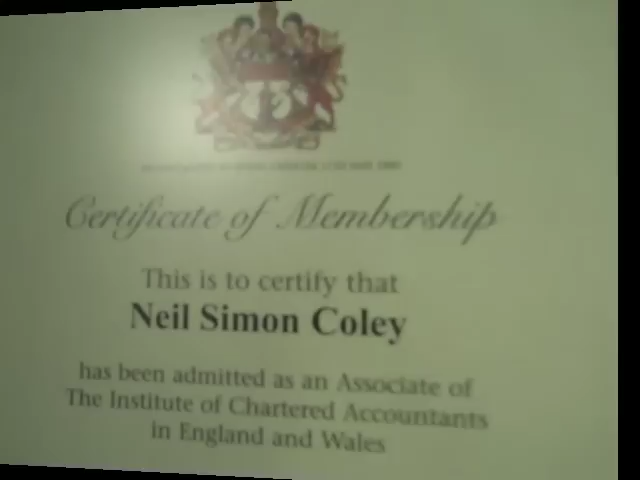 Certificate of Membership
This is to certify that
Neil Simon Coley
has been admitted as an Associate of
The Institute of Chartered Accountants
in England and Wales